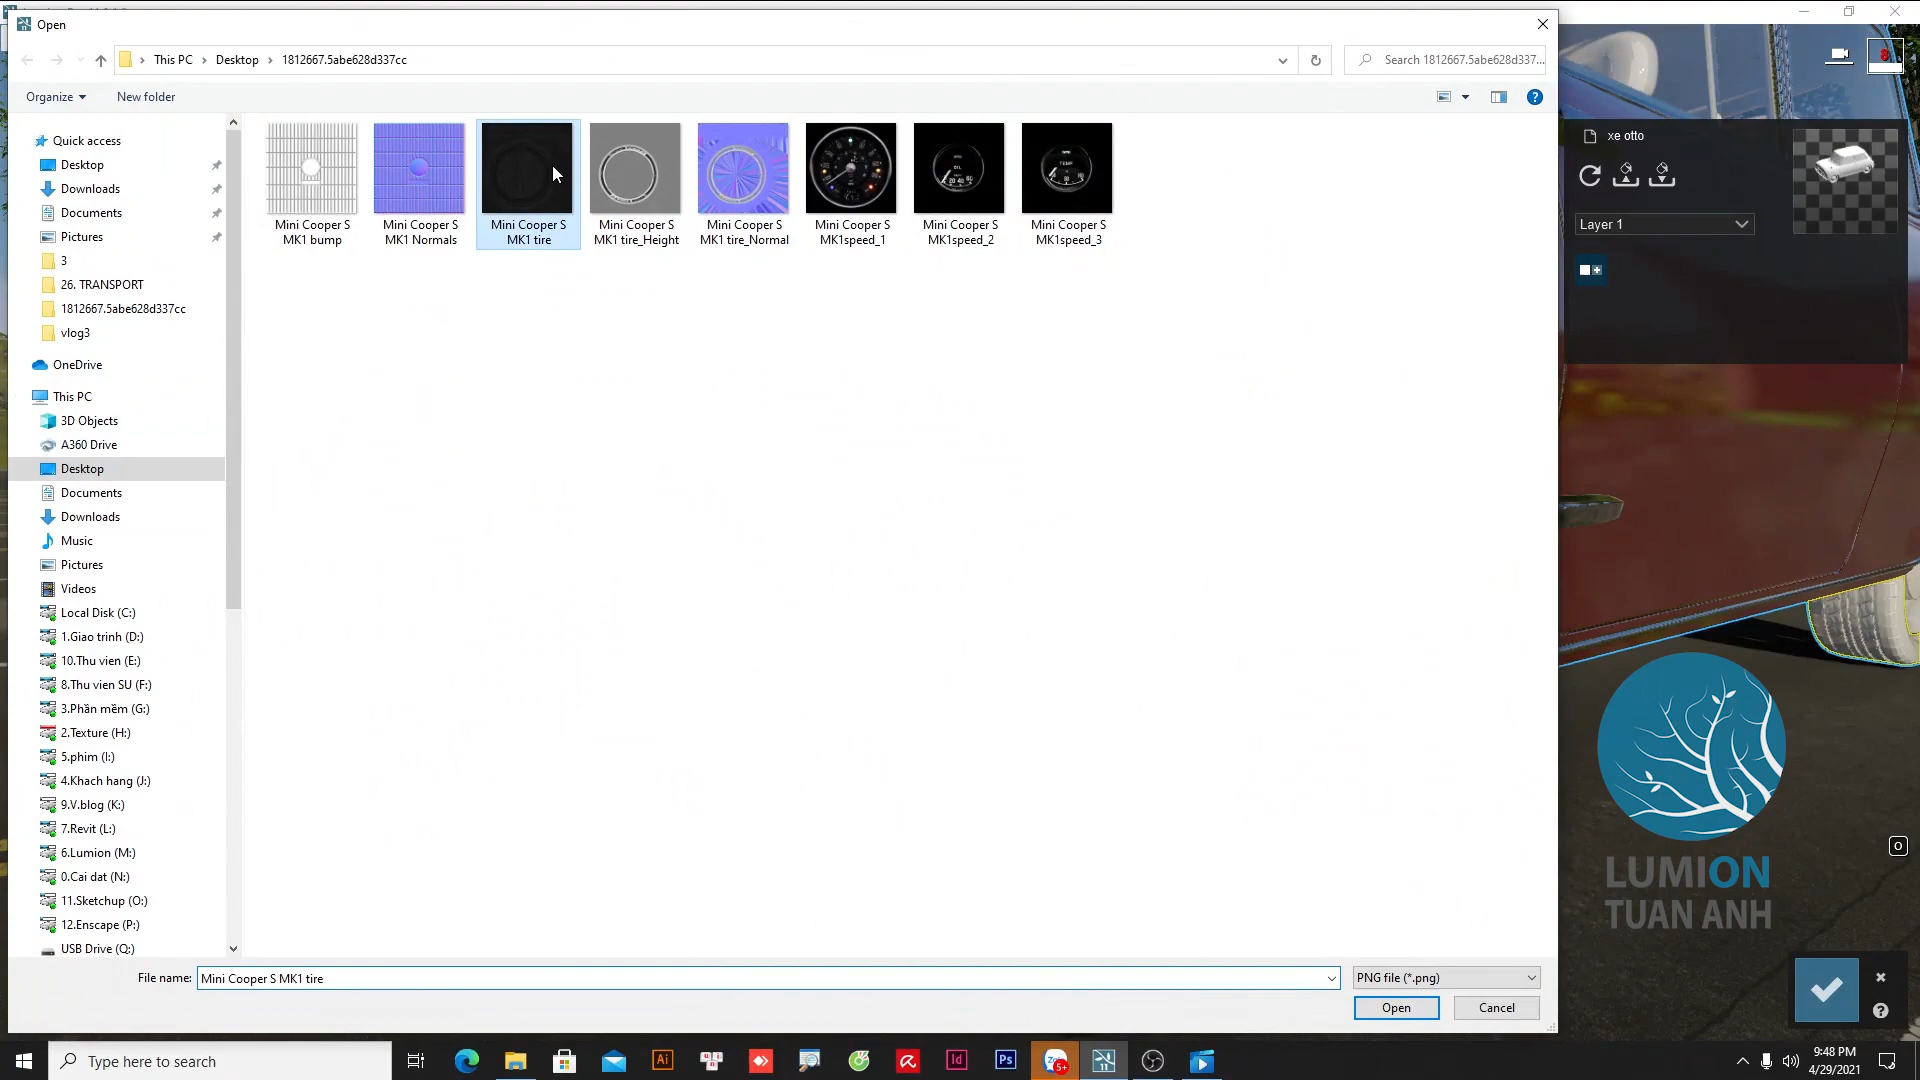 Open
This PC
Desktop
1812667.5abe628d337cc
Search 1812667.5abe628d337...
Organize
New folder
Quick access
Desktop
Downloads
Documents
Pictures
3
26. TRANSPORT
1812667.5abe628d337cc
vlog3
OneDrive
This PC
3D Objects
A360 Drive
Desktop
Documents
Downloads
Music
Pictures
Videos
Local Disk (C:)
1.Giao trinh (D:)
10.Thu vien (E:)
8.Thu vien SU (F:)
3.Phần mềm (G:)
2.Texture (H:)
5.phim (I:)
4.Khach hang (J:)
9.V.blog (K:)
7.Revit (L:)
6.Lumion (M:)
0.Cai dat (N:)
11.Sketchup (O:)
12.Enscape (P:)
USB Drive (Q:)
Mini Cooper S
MK1 bump
Mini Cooper S
MK1 Normals
Mini Cooper S
MK1 tire
Mini Cooper S
MK1 tire_Height
Mini Cooper S
MK1 tire_Normal
Mini Cooper S
MK1speed_1
Mini Cooper S
MK1speed_2
Mini Cooper S
MK1speed_3
File name:
Mini Cooper S MK1 tire
PNG file (*.png)
Open
Cancel
xe otto
Layer 1
8
O
LUMION
TUAN ANH
Type here to search
Ai
Id
Ps
5+
11
9:48 PM
4/29/2021